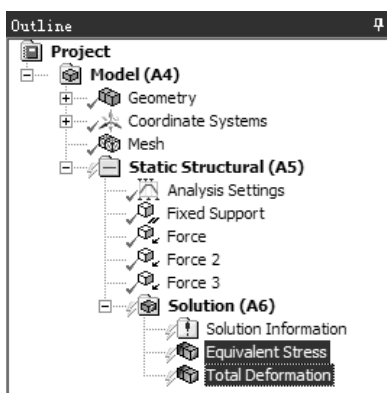 Outline
Project
Model (A4)
Geometry
Coordinate Systems
Mesh
Static Structural (A5)
Analysis Settings
Fixed Support
Force
Force 2
Force 3
Solution (A6)
Solution Information
Equivalent Stress
Total Deformation